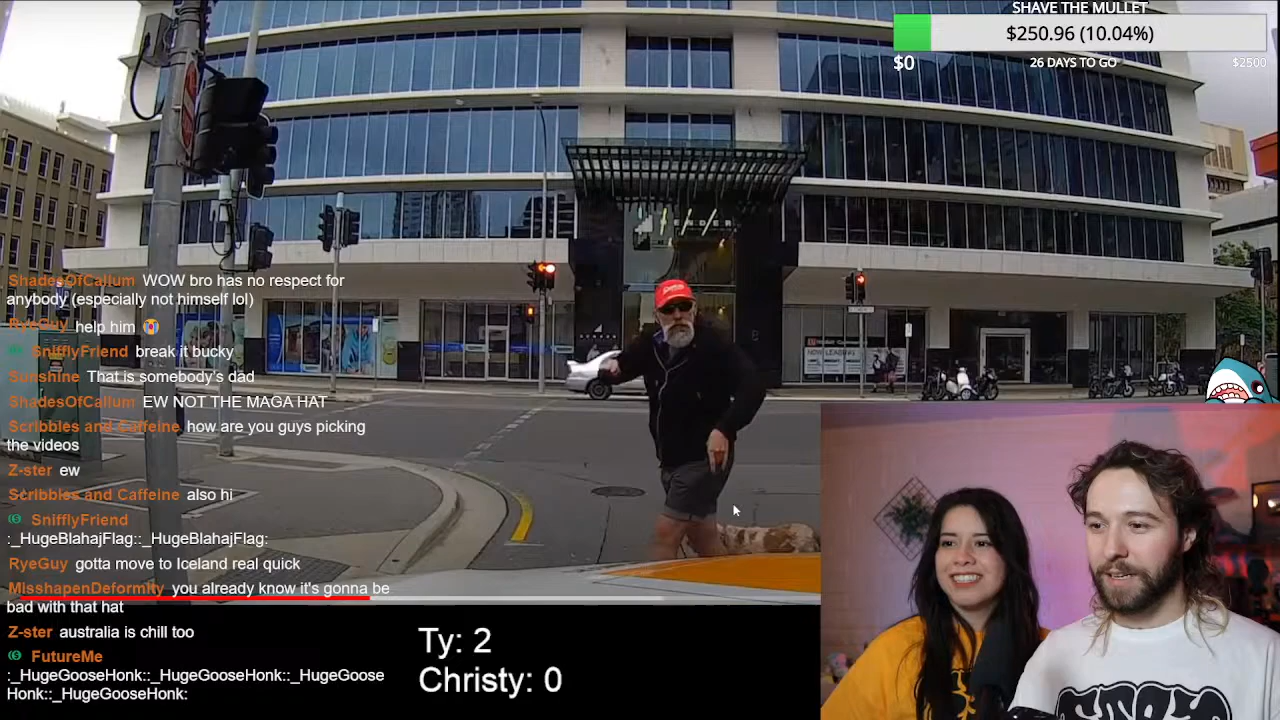 SHAVE THE MULLET
$250.96 (10.04%)
$0
26 DAYS TO GO
$2500
ENDER
NOW LEASING
ShadesOfCallum WOW bro has no respect for
anybody (especially not himself lol)
RyeGuy help him
SnifflyFriend break it bucky
Sunshine That is somebody's dad
ShadesOfCallum EW NOT THE MAGA HAT
Scribbles and Caffeine how are you guys picking
the videos
Z-ster ew
Scribbles and Caffeine also hi
SnifflyFriend
:_HugeBlahajFlag::_HugeBlahajFlag:
RyeGuy gotta move to Iceland real quick
MisshapenDeformity you already know it's gonna be
bad with that hat
Z-ster australia is chill too
FutureMe
:_HugeGooseHonk::_HugeGooseHonk::_HugeGoose
Honk::_HugeGooseHonk:
Ty: 2
Christy: 0